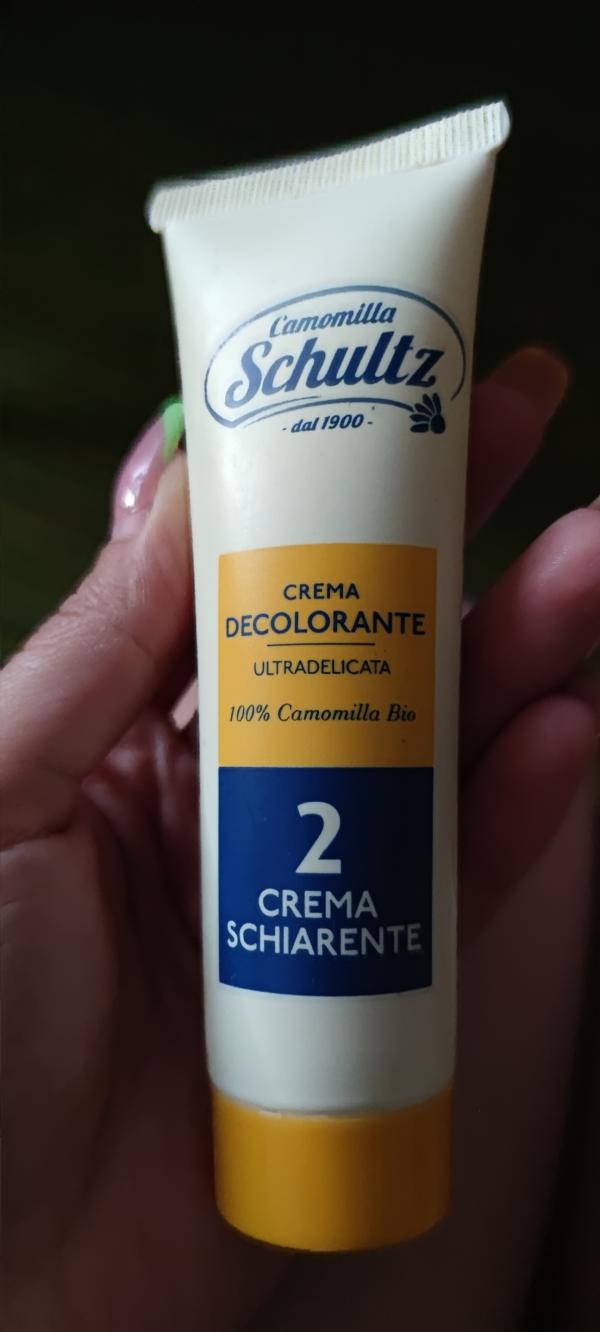 Camomilla
Schultz
- dal 1900 -
CREMA
DECOLORANTE
ULTRADELICATA
100% Camomilla Bio
2
CREMA
SCHIARENTE